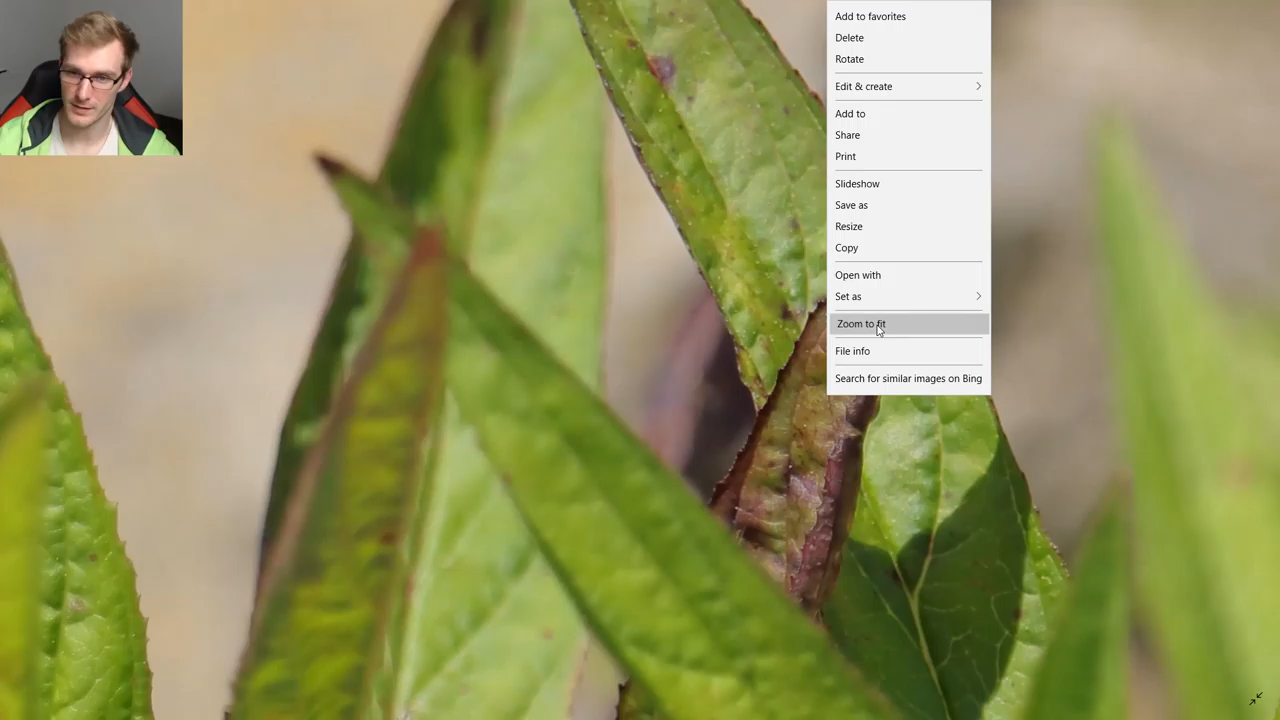 Add to favorites
Delete
Rotate
Edit & create
Add to
Share
Print
Slideshow
Save as
Resize
Copy
Open with
Set as
Zoom to fit
File info
Search for similar images on Bing